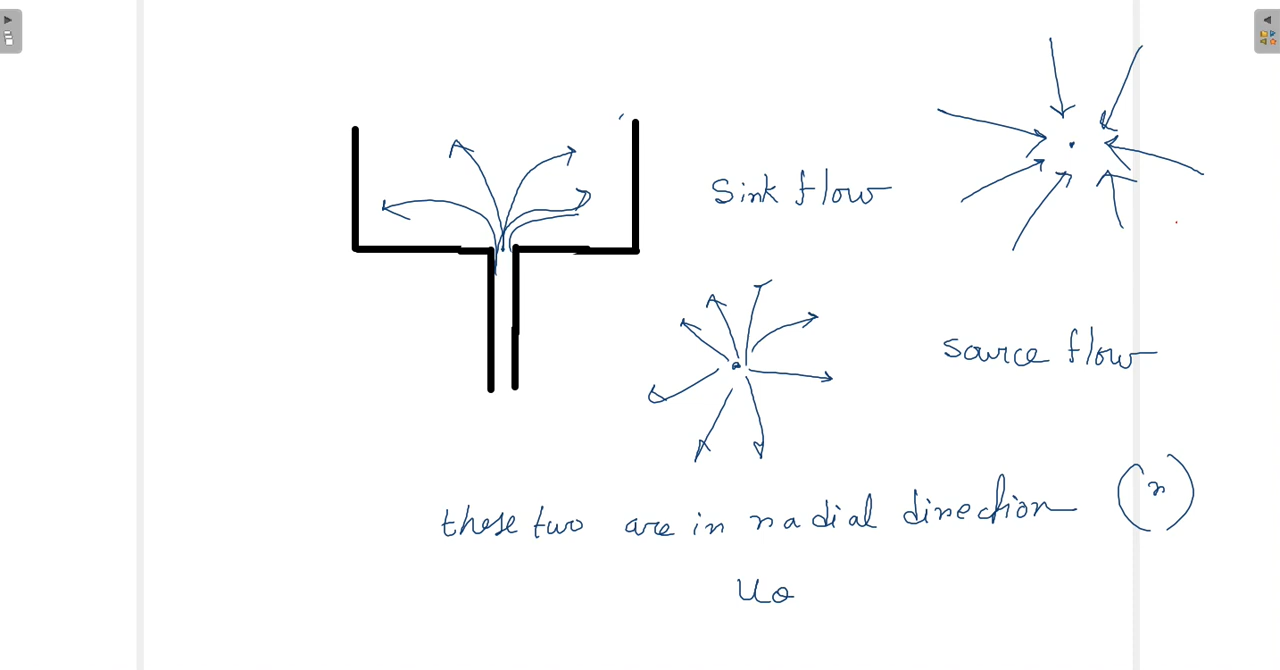 Sink flow
source flow
these two are in radial direction (r)
uθ